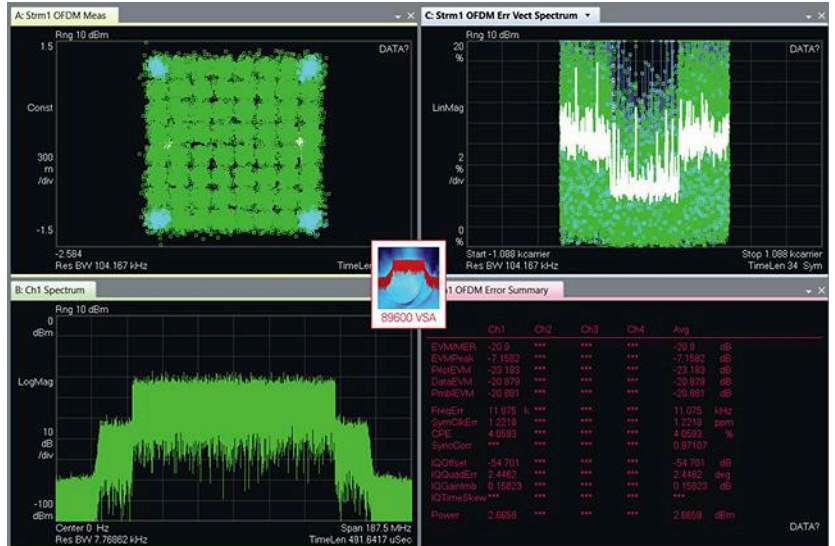 A: Strm1 OFDM Meas
Rng 10 dBm
1.5
DATA?
Const
300
m
/div
-1.5
-2.584
Res BW 104.167 kHz
TimeLen
C: Strm1 OFDM Err Vect Spectrum
Rng 10 dBm
20
%
DATA?
LinMag
2
%
/div
0
%
Start -1.088 kcarrier
Stop 1.088 kcarrier
Res BW 104.167 kHz
TimeLen 34 Sym
89600 VSA
B: Ch1 Spectrum
Rng 10 dBm
0
dBm
LogMag
10
dB
/div
-100
dBm
Center 0 Hz
Span 187.5 MHz
Res BW 7.76862 kHz
TimeLen 491.6417 uSec
OFDM Error Summary
Ch1 Ch2 Ch3 Ch4 Avg
EVM/MER -20.9 *** *** *** -20.9 dB
EVMPeak -7.1582 *** *** *** -7.1582 dB
PilotEVM -23.183 *** *** *** -23.183 dB
DataEVM -20.879 *** *** *** -20.879 dB
PmblEVM -20.881 *** *** *** -20.881 dB
FreqErr 11.075 k *** *** *** 11.075 kHz
SymClkErr 1.2218 *** *** *** 1.2218 ppm
CPE 4.0593 *** *** *** 4.0593 %
SyncCorr *** *** *** *** 0.97107
IQOffset -54.701 *** *** *** -54.701 dB
IQQuadErr 2.4462 *** *** *** 2.4462 deg
IQGainImb 0.15823 *** *** *** 0.15823 dB
IQTimeSkew *** *** *** *** ***
Power 2.6659 *** *** *** 2.6659 dBm
DATA?